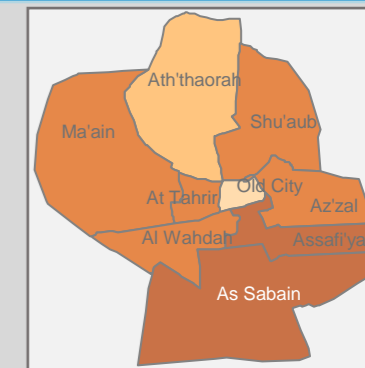 Ath'thaorah
Ma'ain
Shu'aub
Old City
At Tahrir
Az'zal
Al Wahdah
Assafi'ya
As Sabain